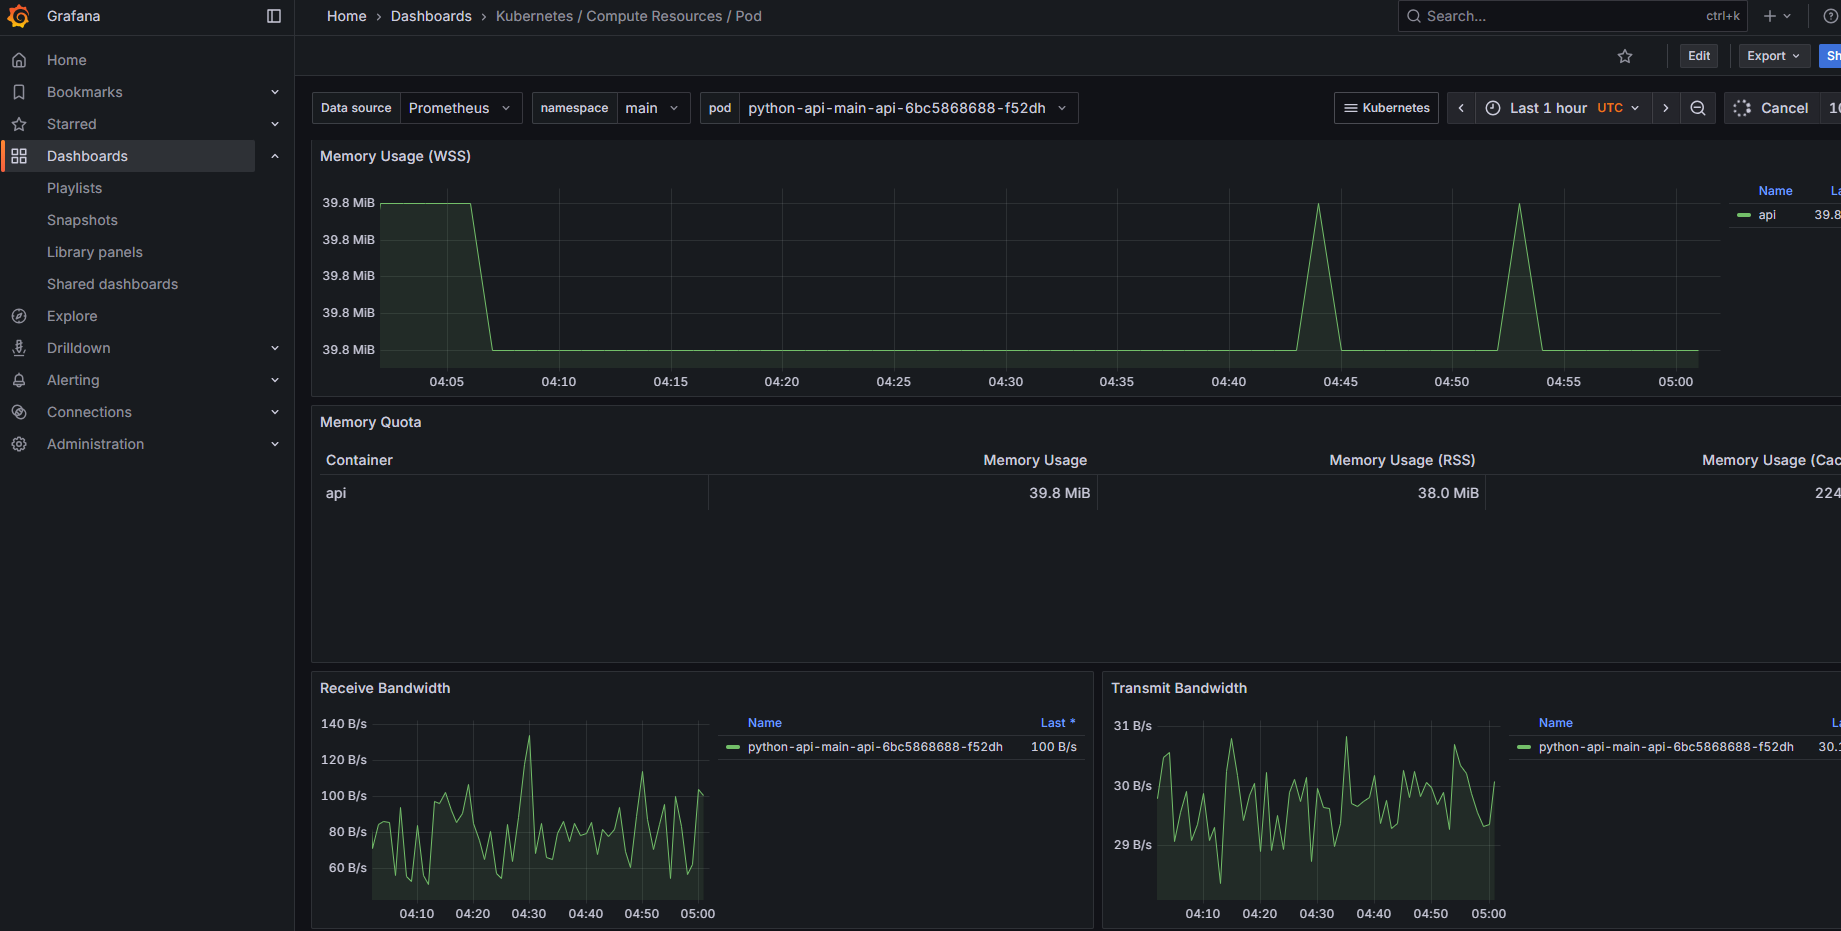 Grafana
Home › Dashboards › Kubernetes / Compute Resources / Pod
Search... ctrl+k
Home
Bookmarks
Starred
Dashboards
Playlists
Snapshots
Library panels
Shared dashboards
Explore
Drilldown
Alerting
Connections
Administration
Edit
Export
Sh
Data source Prometheus
namespace main
pod python-api-main-api-6bc5868688-f52dh
Kubernetes
Last 1 hour UTC
Cancel
10
Memory Usage (WSS)
39.8 MiB
39.8 MiB
39.8 MiB
39.8 MiB
39.8 MiB
04:05 04:10 04:15 04:20 04:25 04:30 04:35 04:40 04:45 04:50 04:55 05:00
Name La
api 39.8
Memory Quota
Container Memory Usage Memory Usage (RSS) Memory Usage (Cac
api 39.8 MiB 38.0 MiB 224
Receive Bandwidth
140 B/s
120 B/s
100 B/s
80 B/s
60 B/s
04:10 04:20 04:30 04:40 04:50 05:00
Name Last *
python-api-main-api-6bc5868688-f52dh 100 B/s
Transmit Bandwidth
31 B/s
30 B/s
29 B/s
04:10 04:20 04:30 04:40 04:50 05:00
Name La
python-api-main-api-6bc5868688-f52dh 30.1